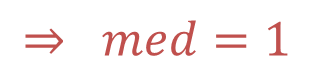 ⇒ med = 1